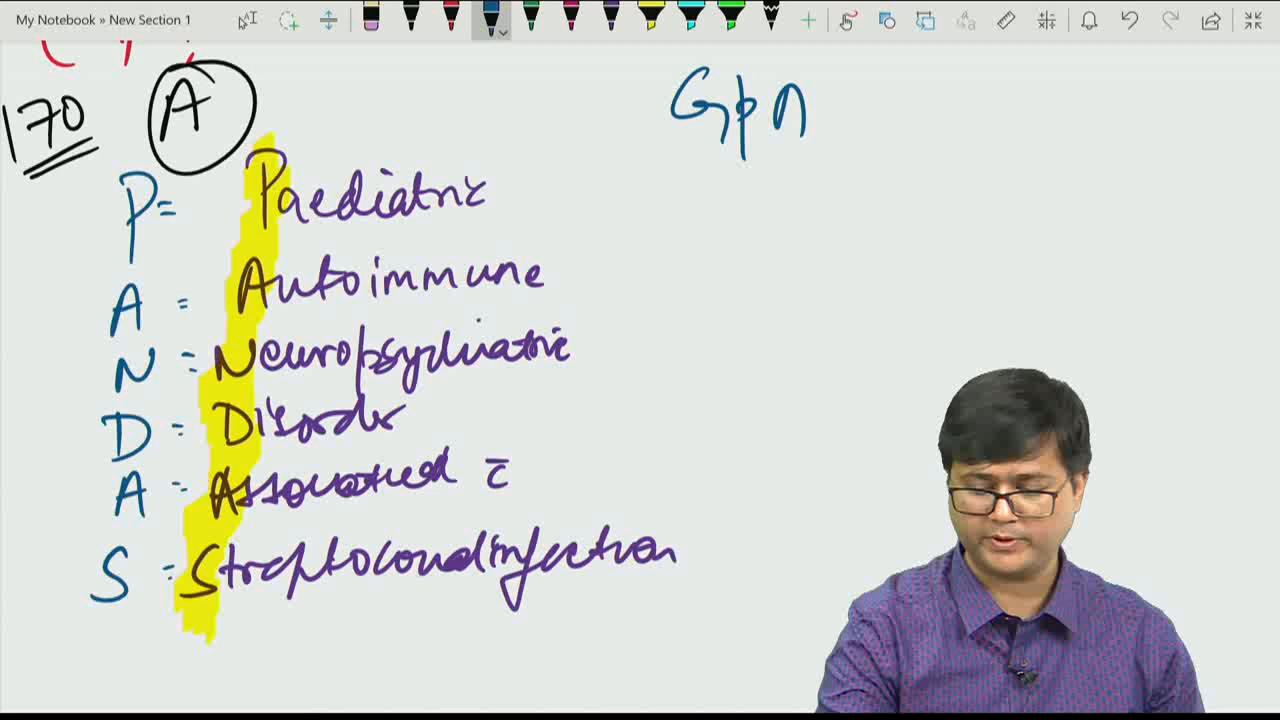 My Notebook » New Section 1
170 A
Gp A
P = Paediatric
A = Autoimmune
N = Neuropsychiatric
D = Disorder
A = Associated c̄
S = Streptococcal infection